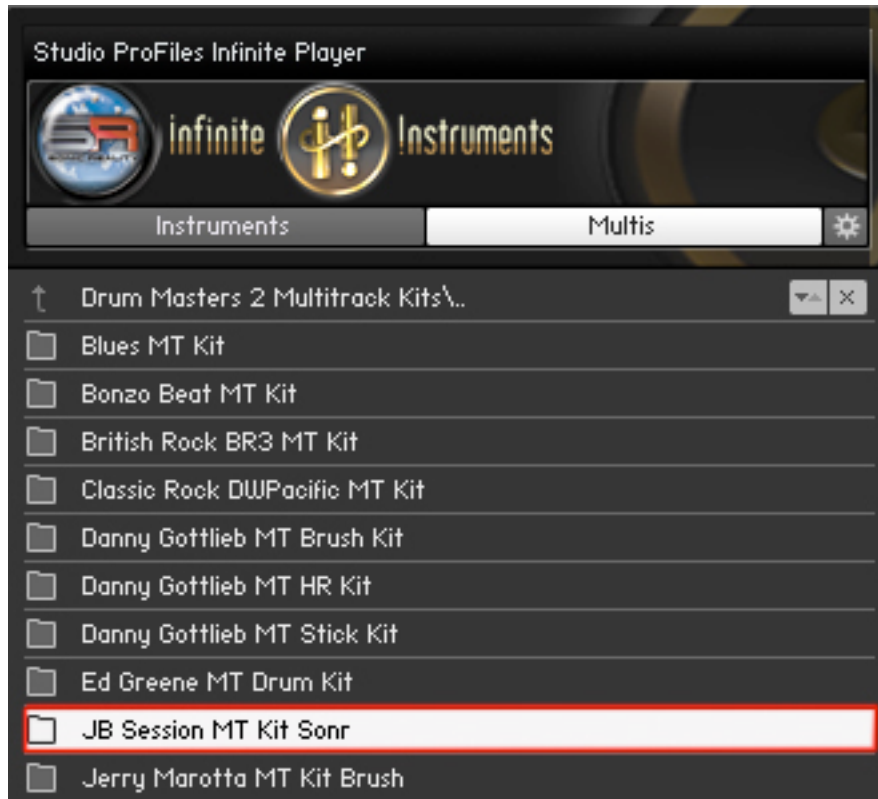 Studio ProFiles Infinite Player
SR infinite Instruments
SONIC REALITY
Instruments Multis
Drum Masters 2 Multitrack Kits\..
Blues MT Kit
Bonzo Beat MT Kit
British Rock BR3 MT Kit
Classic Rock DWPacific MT Kit
Danny Gottlieb MT Brush Kit
Danny Gottlieb MT HR Kit
Danny Gottlieb MT Stick Kit
Ed Greene MT Drum Kit
JB Session MT Kit Sonr
Jerry Marotta MT Kit Brush